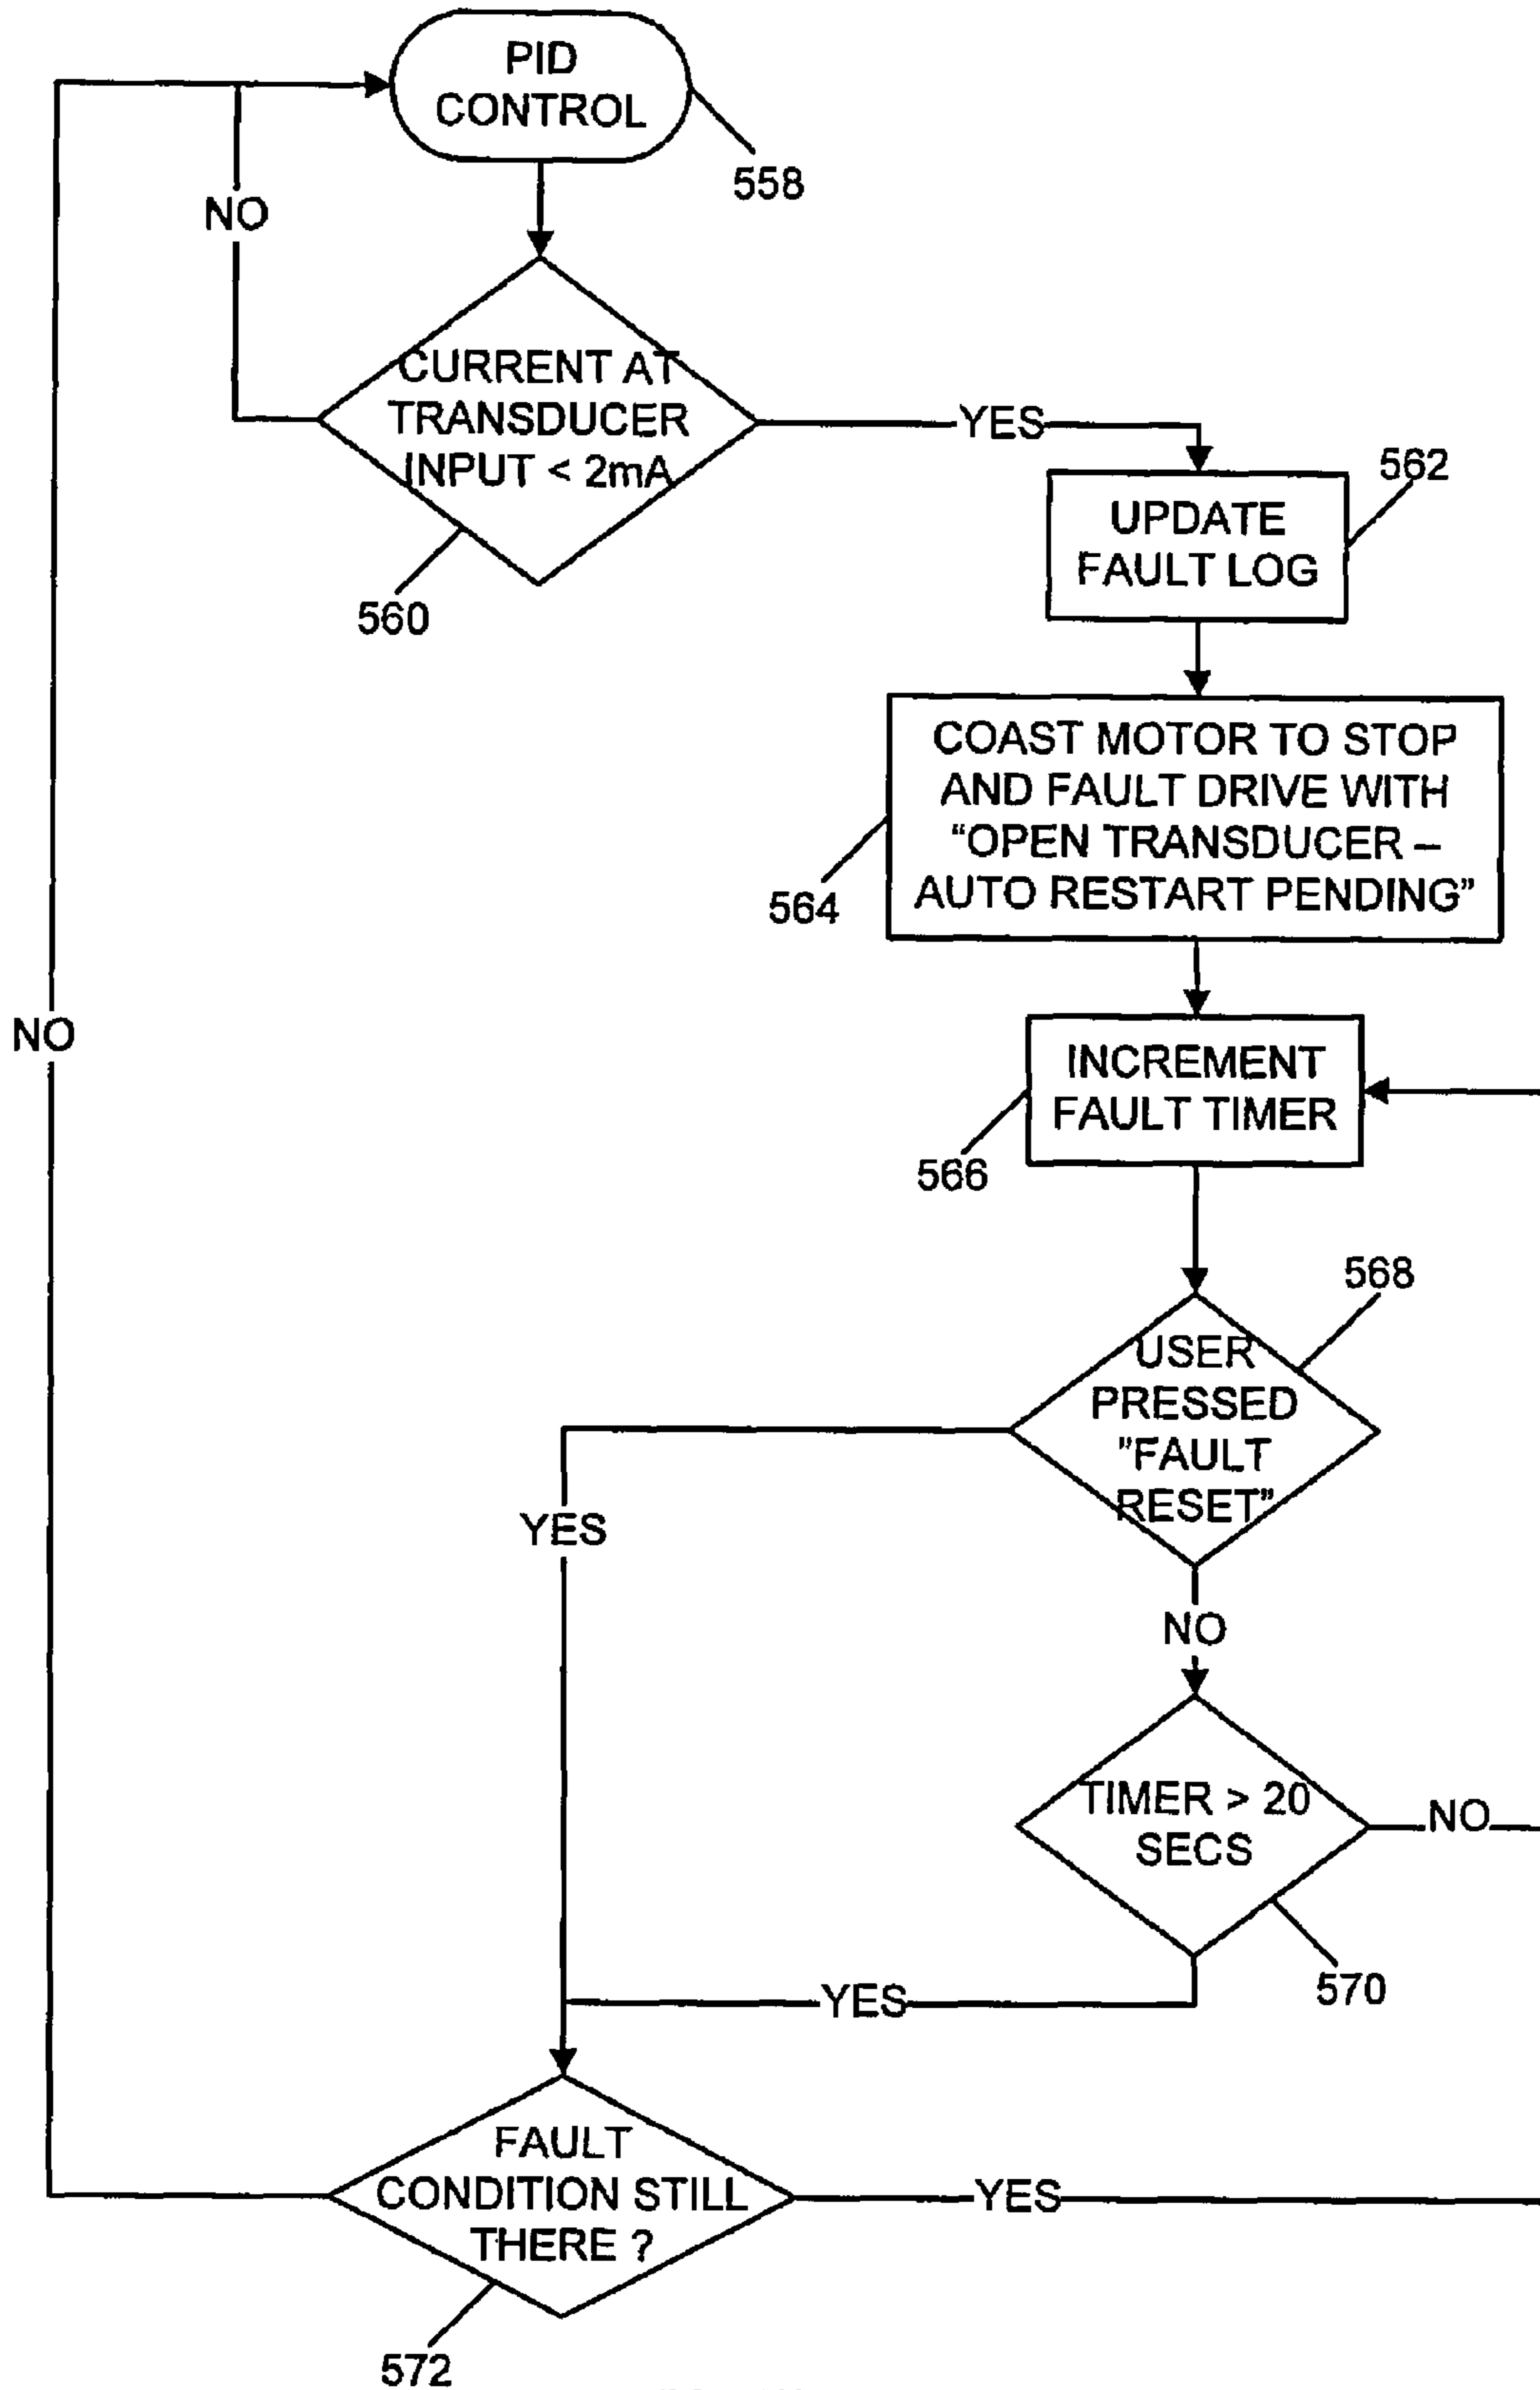 PID
CONTROL
558
NO
CURRENT AT
TRANSDUCER
INPUT < 2mA
YES
560
562
UPDATE
FAULT LOG
COAST MOTOR TO STOP
AND FAULT DRIVE WITH
“OPEN TRANSDUCER –
AUTO RESTART PENDING”
564
NO
INCREMENT
FAULT TIMER
566
568
USER
PRESSED
”FAULT
RESET”
YES
NO
TIMER > 20
SECS
NO
570
YES
FAULT
CONDITION STILL
THERE ?
YES
572